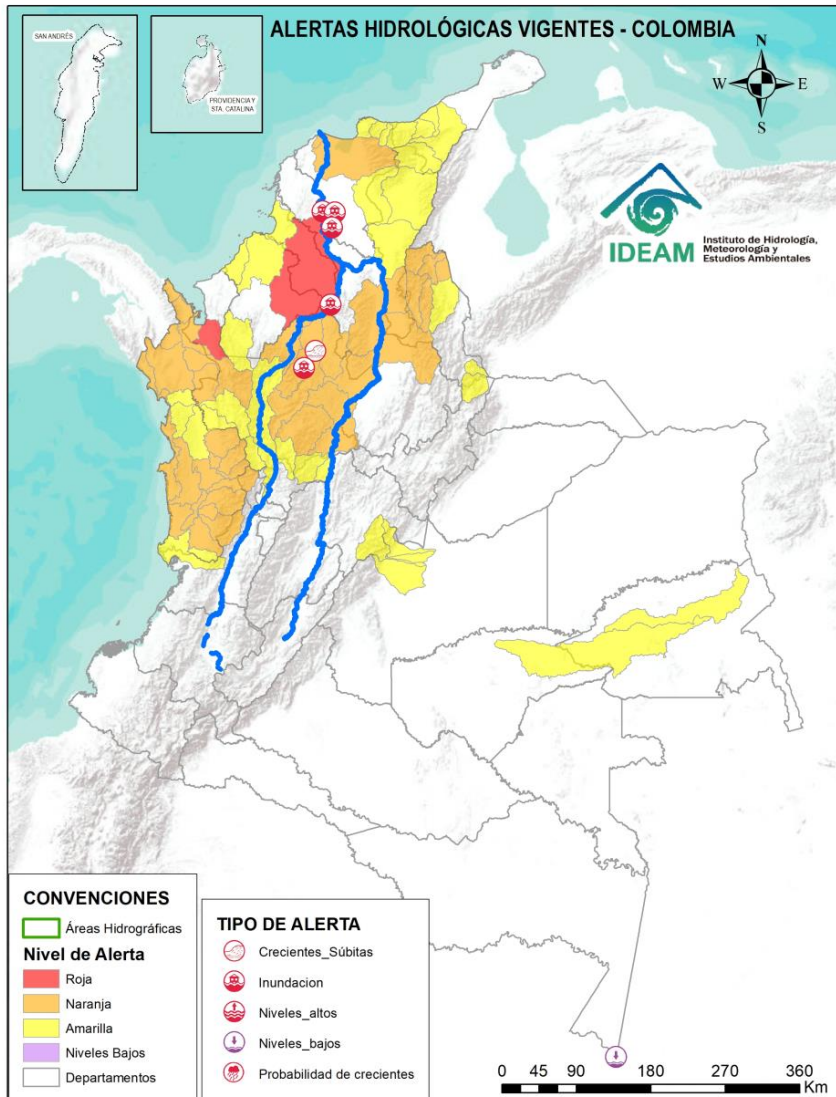 ALERTAS HIDROLÓGICAS VIGENTES - COLOMBIA
SAN ANDRÉS
PROVIDENCIA Y
STA. CATALINA
N
W
E
S
IDEAM
Instituto de Hidrología,
Meteorología y
Estudios Ambientales
CONVENCIONES
Áreas Hidrográficas
Nivel de Alerta
Roja
Naranja
Amarilla
Niveles Bajos
Departamentos
TIPO DE ALERTA
Crecientes_Súbitas
Inundacion
Niveles_altos
Niveles_bajos
Probabilidad de crecientes
0 45 90 180 270 360
Km